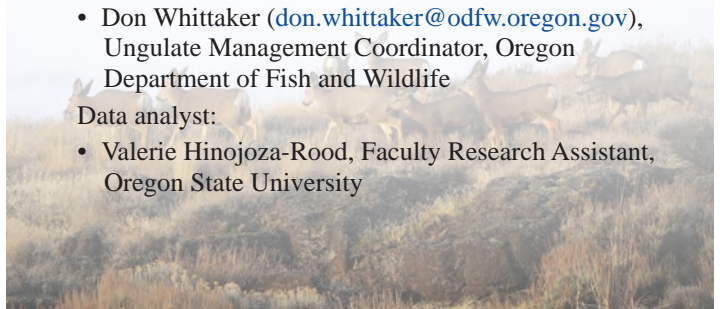 • Don Whittaker (don.whittaker@odfw.oregon.gov),
Ungulate Management Coordinator, Oregon
Department of Fish and Wildlife
Data analyst:
• Valerie Hinojoza-Rood, Faculty Research Assistant,
Oregon State University